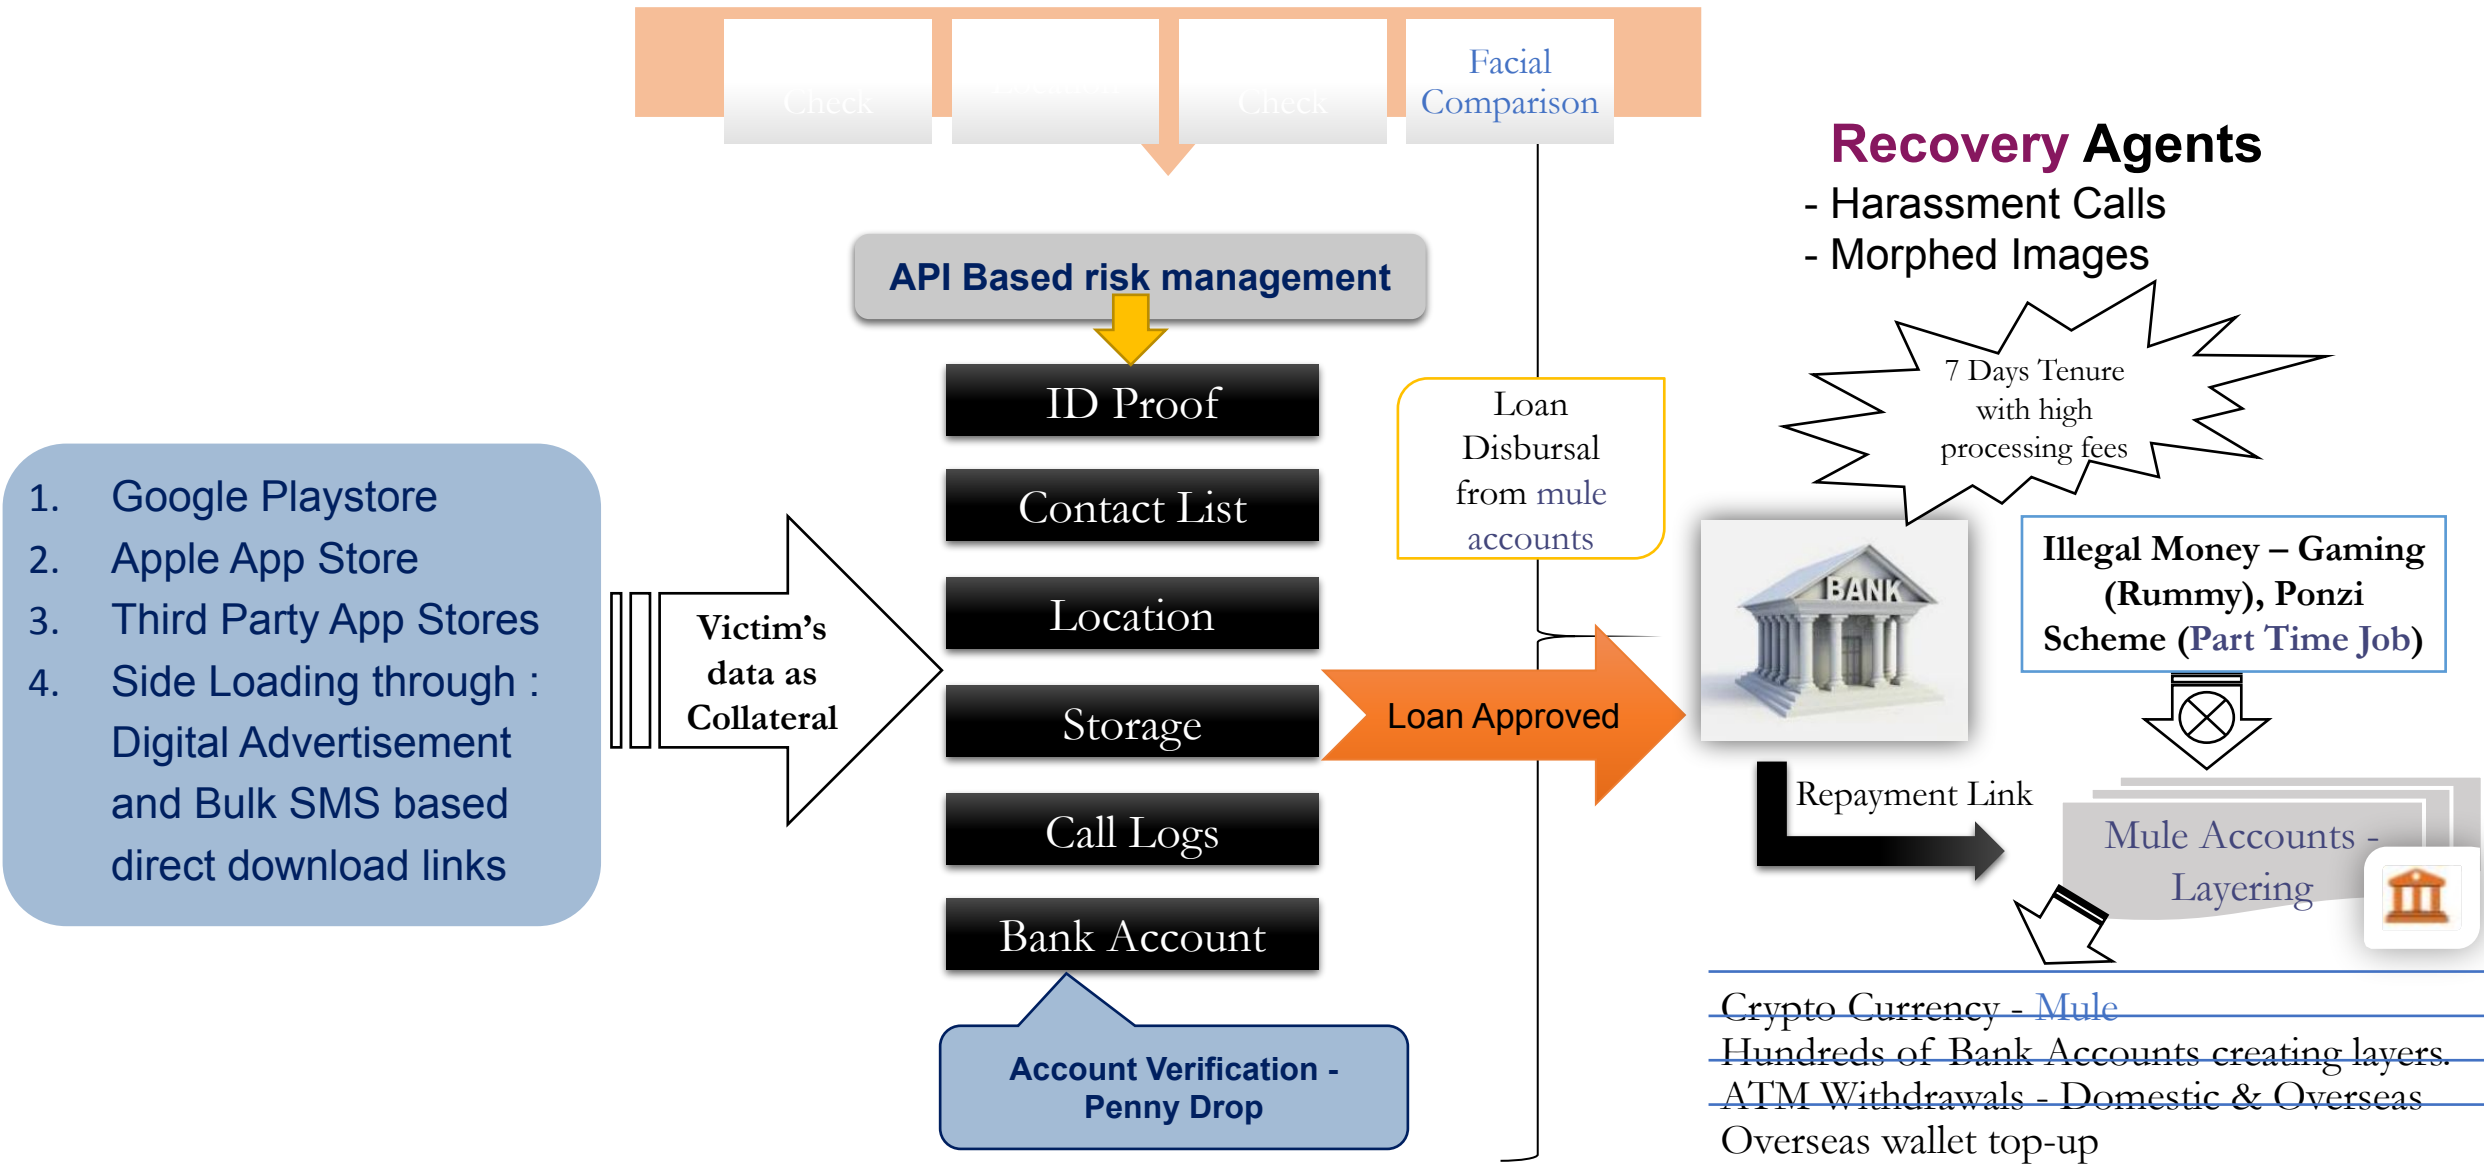 Check
Location
Check
Facial
Comparison
Recovery Agents
- Harassment Calls
- Morphed Images
API Based risk management
7 Days Tenure
with high
processing fees
ID Proof
Contact List
Location
Storage
Call Logs
Bank Account
Loan
Disbursal
from mule
accounts
1. Google Playstore
2. Apple App Store
3. Third Party App Stores
4. Side Loading through :
Digital Advertisement
and Bulk SMS based
direct download links
Victim’s
data as
Collateral
Loan Approved
BANK
Illegal Money – Gaming
(Rummy), Ponzi
Scheme (Part Time Job)
Repayment Link
Mule Accounts -
Layering
Account Verification -
Penny Drop
Crypto Currency - Mule
Hundreds of Bank Accounts creating layers.
ATM Withdrawals - Domestic & Overseas
Overseas wallet top-up